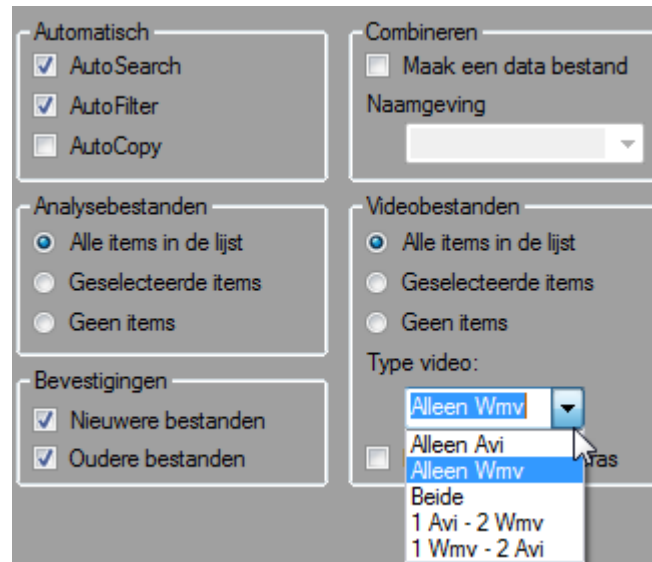 Automatisch
AutoSearch
AutoFilter
AutoCopy
Combineren
Maak een data bestand
Naamgeving
Analysebestanden
Alle items in de lijst
Geselecteerde items
Geen items
Videobestanden
Alle items in de lijst
Geselecteerde items
Geen items
Type video:
Alleen Wmv
Alleen Avi
Alleen Wmv
Beide
1 Avi - 2 Wmv
1 Wmv - 2 Avi
Bevestigingen
Nieuwere bestanden
Oudere bestanden